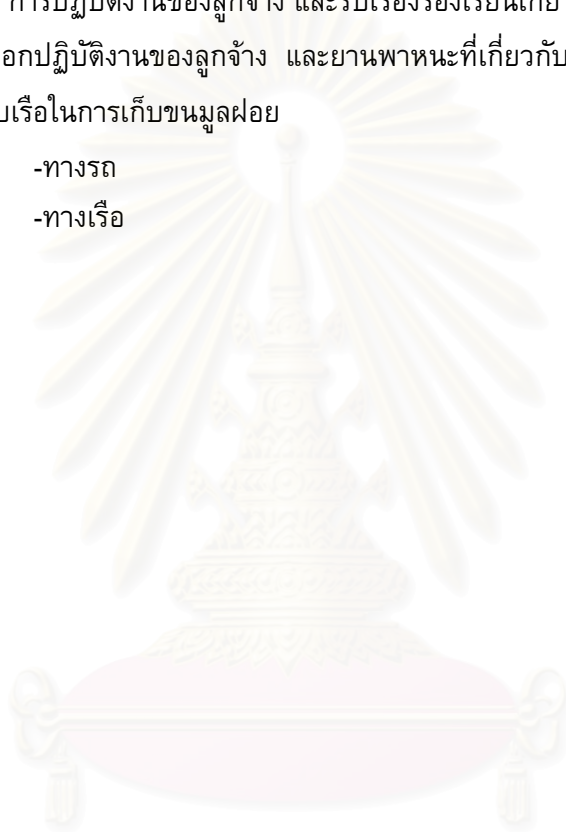 การปฏิบัติงานของลูกจ้าง และรับเรื่องร้องเรียนเกี่ย
อกปฏิบัติงานของลูกจ้าง และยานพาหนะที่เกี่ยวกับ
บเรือในการเก็บขนมูลฝอย
-ทางรถ
-ทางเรือ